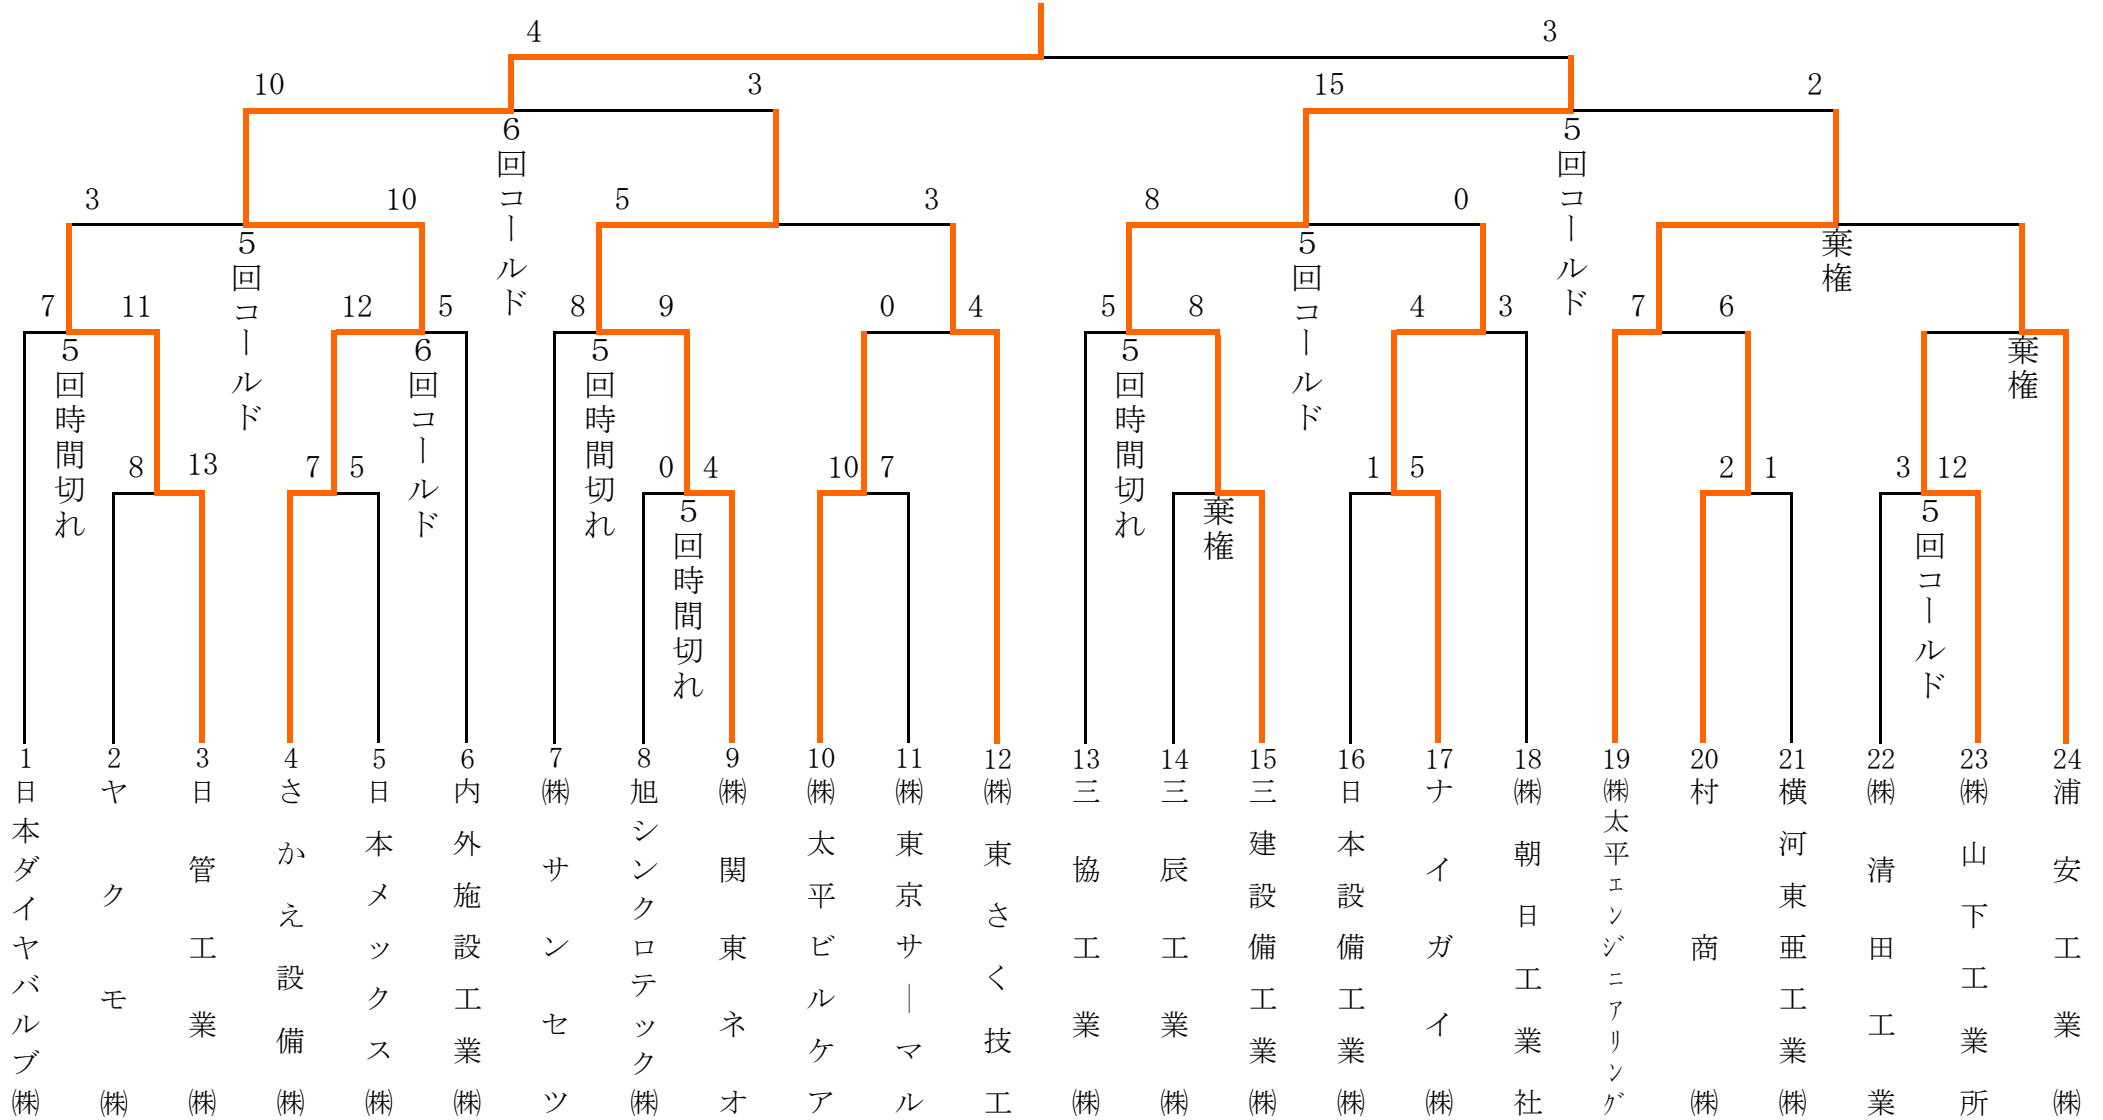 4 3
10 3 15 2
6回コールド
5回コールド
3 10 5 3 8 0
5回コールド
5回コールド
棄権
7 11 12 5 8 9 0 4 5 8 4 3 7 6
5回時間切れ
6回コールド
5回時間切れ
5回時間切れ
棄権
8 13 7 5 0 4 10 7 1 5 2 1 3 12
5回時間切れ
棄権
5回コールド
1 日本ダイヤバルブ㈱
2 ヤクモ㈱
3 日管工業㈱
4 さかえ設備㈱
5 日本メックス㈱
6 内外施設工業㈱
7 ㈱サンセツ
8 旭シンクロテック㈱
9 ㈱関東ネオ
10 ㈱太平ビルケア
11 ㈱東京サーマル
12 ㈱東さく技工
13 三協工業㈱
14 三辰工業㈱
15 三建設備工業㈱
16 日本設備工業㈱
17 ナイガイ㈱
18 ㈱朝日工業社
19 ㈱太平ェンジニアリング
20 村商㈱
21 横河東亜工業㈱
22 ㈱清田工業
23 ㈱山下工業所
24 浦安工業㈱